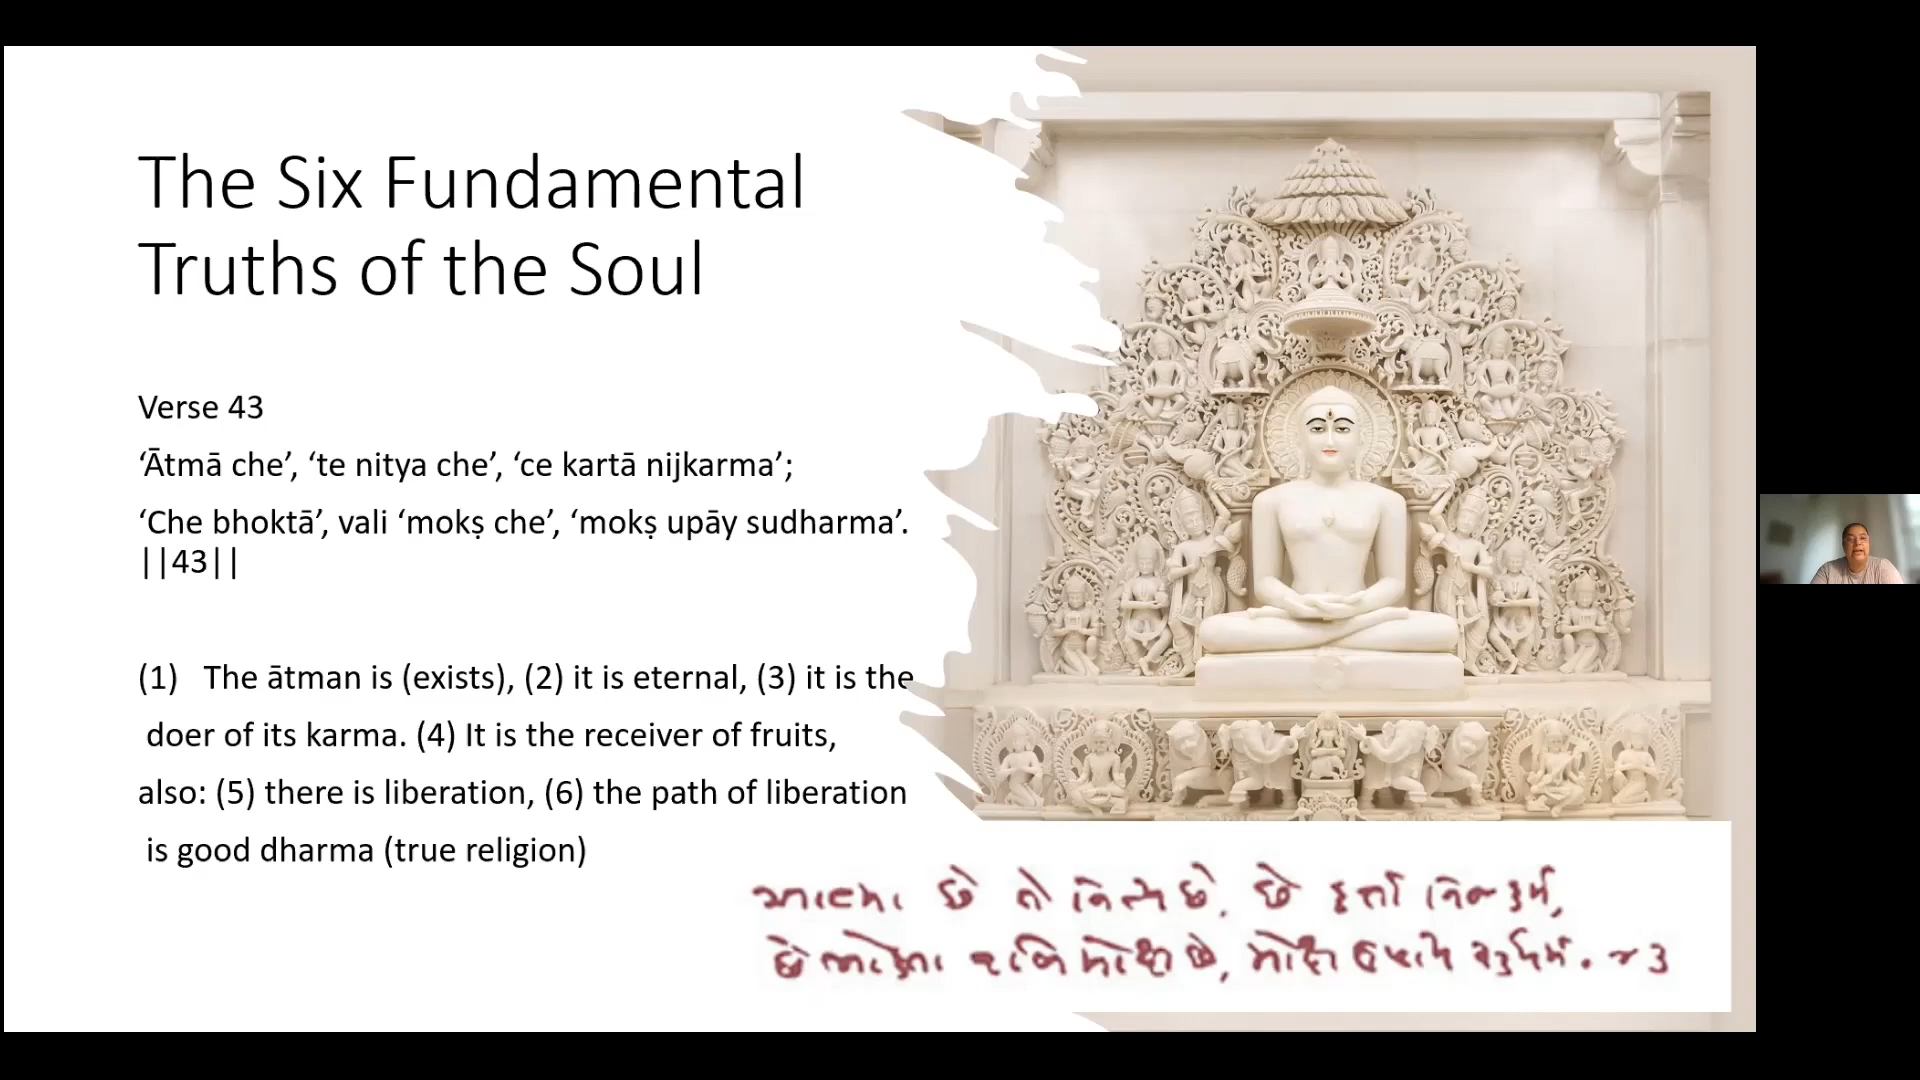 The Six Fundamental
Truths of the Soul
Verse 43
‘Ātmā che’, ‘te nitya che’, ‘ce kartā nijkarma’;
‘Che bhoktā’, vali ‘mokṣ che’, ‘mokṣ upāy sudharma’.
||43||
(1) The ātman is (exists), (2) it is eternal, (3) it is the
doer of its karma. (4) It is the receiver of fruits,
also: (5) there is liberation, (6) the path of liberation
is good dharma (true religion)
આત્મા છે તે નિત્ય છે, છે કર્તા નિજકર્મ,
છે ભોક્તા વળિ મોક્ષ છે, મોક્ષ ઉપાય સુધર્મ. ૪૩